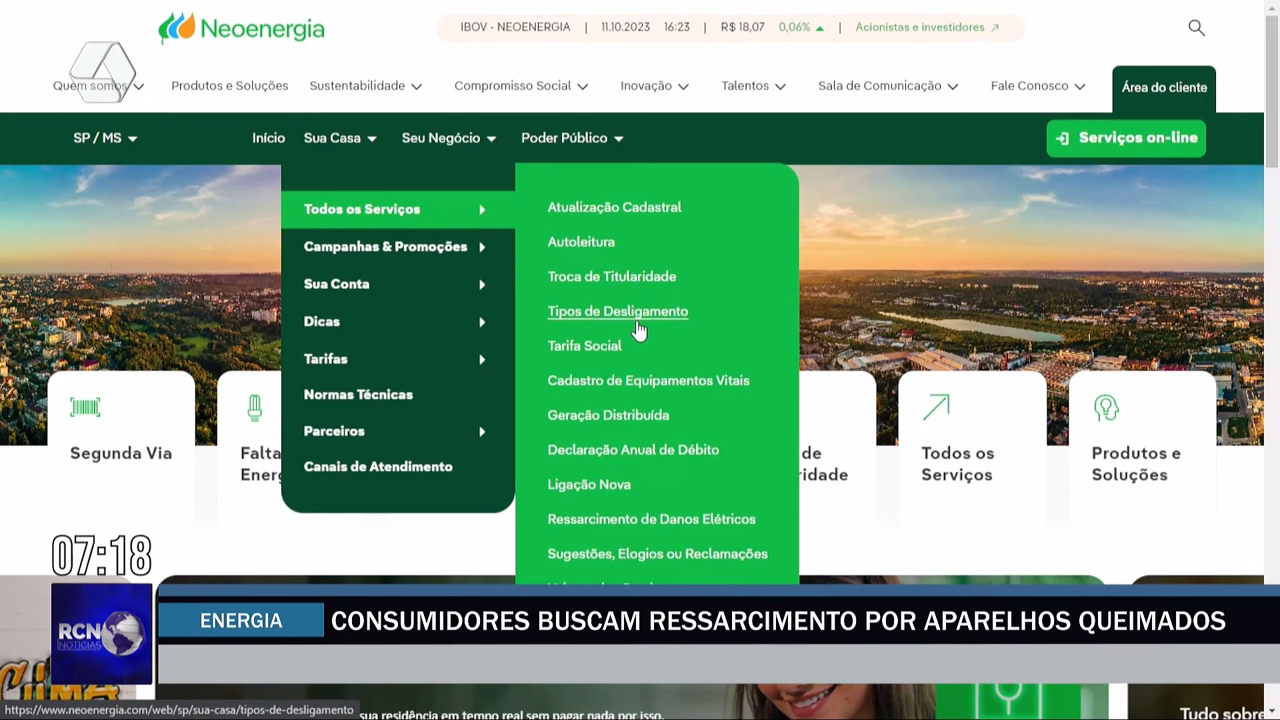 Neoenergia
IBOV - NEOENERGIA | 11.10.2023 16:23 | R$ 18,07 0,06% | Acionistas e investidores
Quem somos
Produtos e Soluções
Sustentabilidade
Compromisso Social
Inovação
Talentos
Sala de Comunicação
Fale Conosco
Área do cliente
SP / MS
Início
Sua Casa
Seu Negócio
Poder Público
Serviços on-line
Todos os Serviços
Campanhas & Promoções
Sua Conta
Dicas
Tarifas
Normas Técnicas
Parceiros
Canais de Atendimento
Atualização Cadastral
Autoleitura
Troca de Titularidade
Tipos de Desligamento
Tarifa Social
Cadastro de Equipamentos Vitais
Geração Distribuída
Declaração Anual de Débito
Ligação Nova
Ressarcimento de Danos Elétricos
Sugestões, Elogios ou Reclamações
Segunda Via
Falta
de
Todos os
Serviços
Produtos e
Soluções
07:18
RCN
NOTÍCIAS
ENERGIA
CONSUMIDORES BUSCAM RESSARCIMENTO POR APARELHOS QUEIMADOS
https://www.neoenergia.com/web/sp/sua-casa/tipos-de-desligamento
sua residência em tempo real sem pagar nada por isso.
Tudo sobre